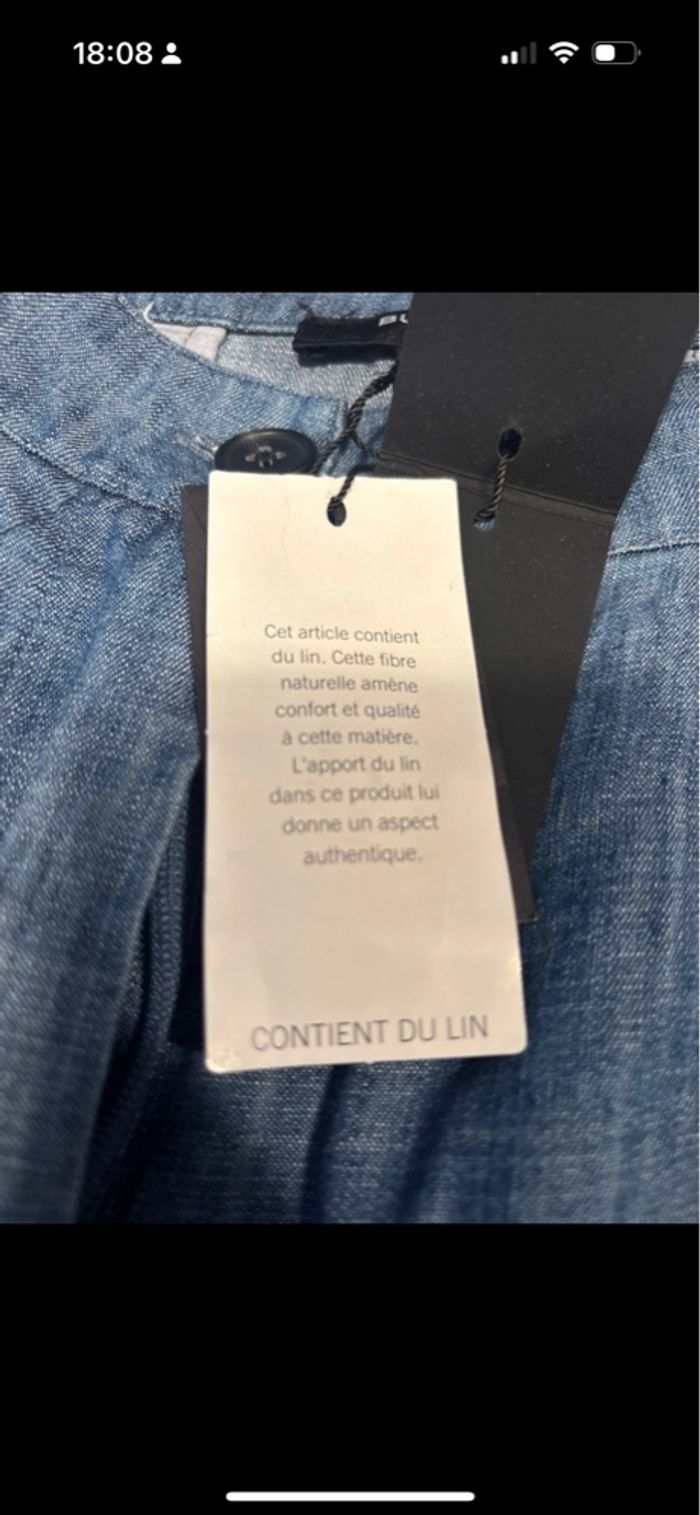 18:08
Cet article contient
du lin. Cette fibre
naturelle amène
confort et qualité
à cette matière.
L'apport du lin
dans ce produit lui
donne un aspect
authentique.
CONTIENT DU LIN